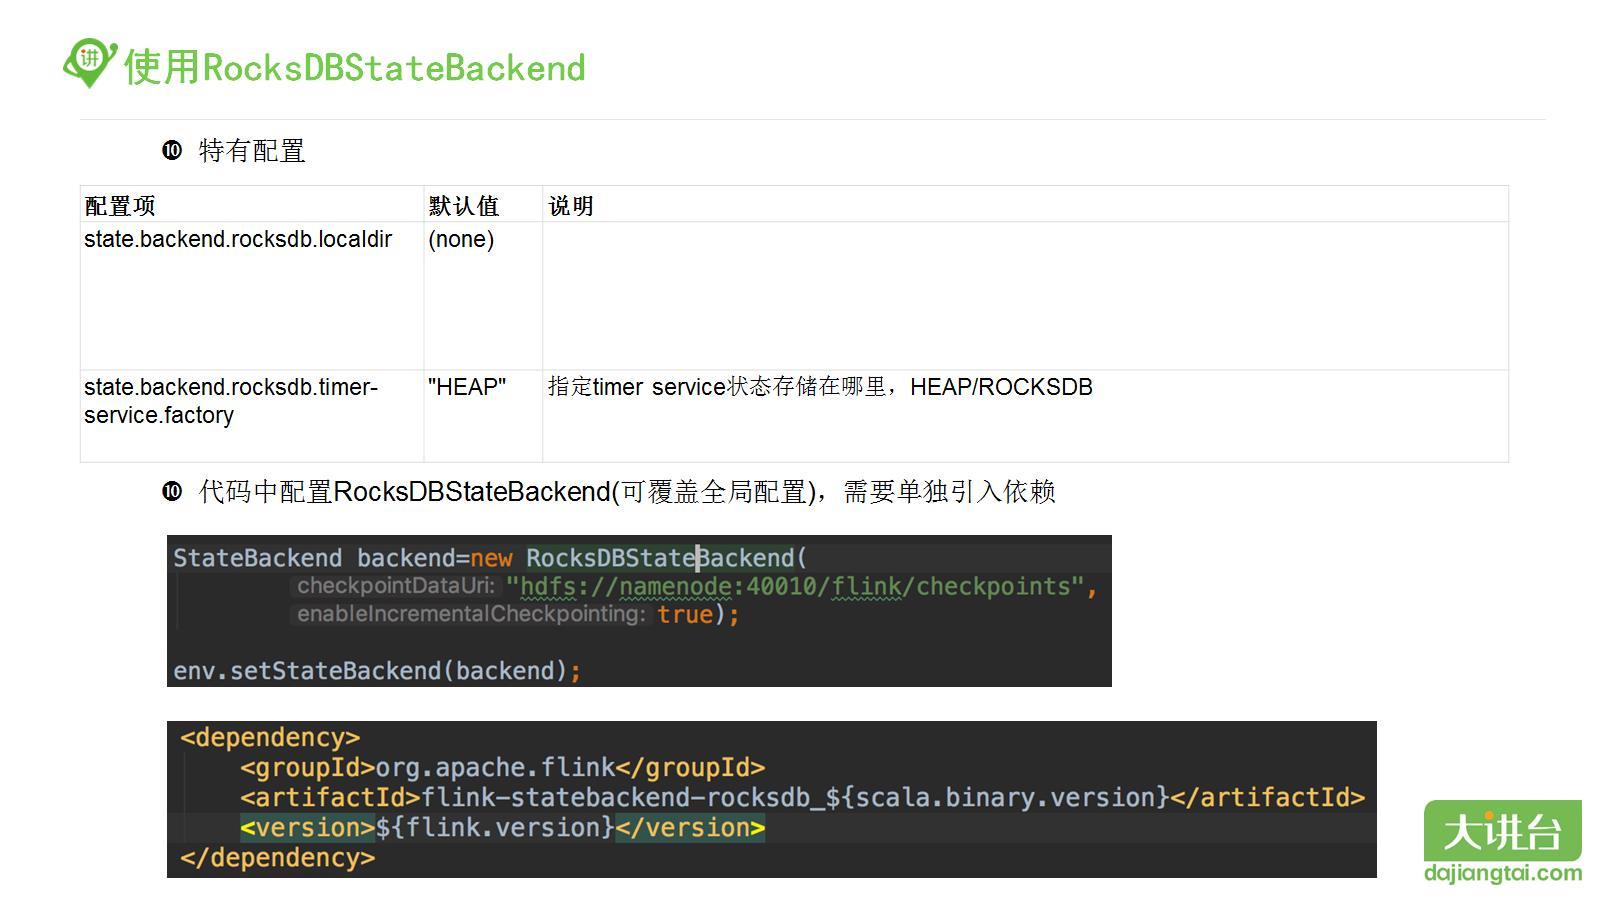 讲
使用RocksDBStateBackend
❿ 特有配置
配置项 默认值 说明
state.backend.rocksdb.localdir (none)
state.backend.rocksdb.timer- "HEAP" 指定timer service状态存储在哪里，HEAP/ROCKSDB
service.factory
❿ 代码中配置RocksDBStateBackend(可覆盖全局配置)，需要单独引入依赖
StateBackend backend=new RocksDBStateBackend(
checkpointDataUri: "hdfs://namenode:40010/flink/checkpoints",
enableIncrementalCheckpointing: true);
env.setStateBackend(backend);
<dependency>
<groupId>org.apache.flink</groupId>
<artifactId>flink-statebackend-rocksdb_${scala.binary.version}</artifactId>
<version>${flink.version}</version>
</dependency>
大讲台
dajiangtai.com